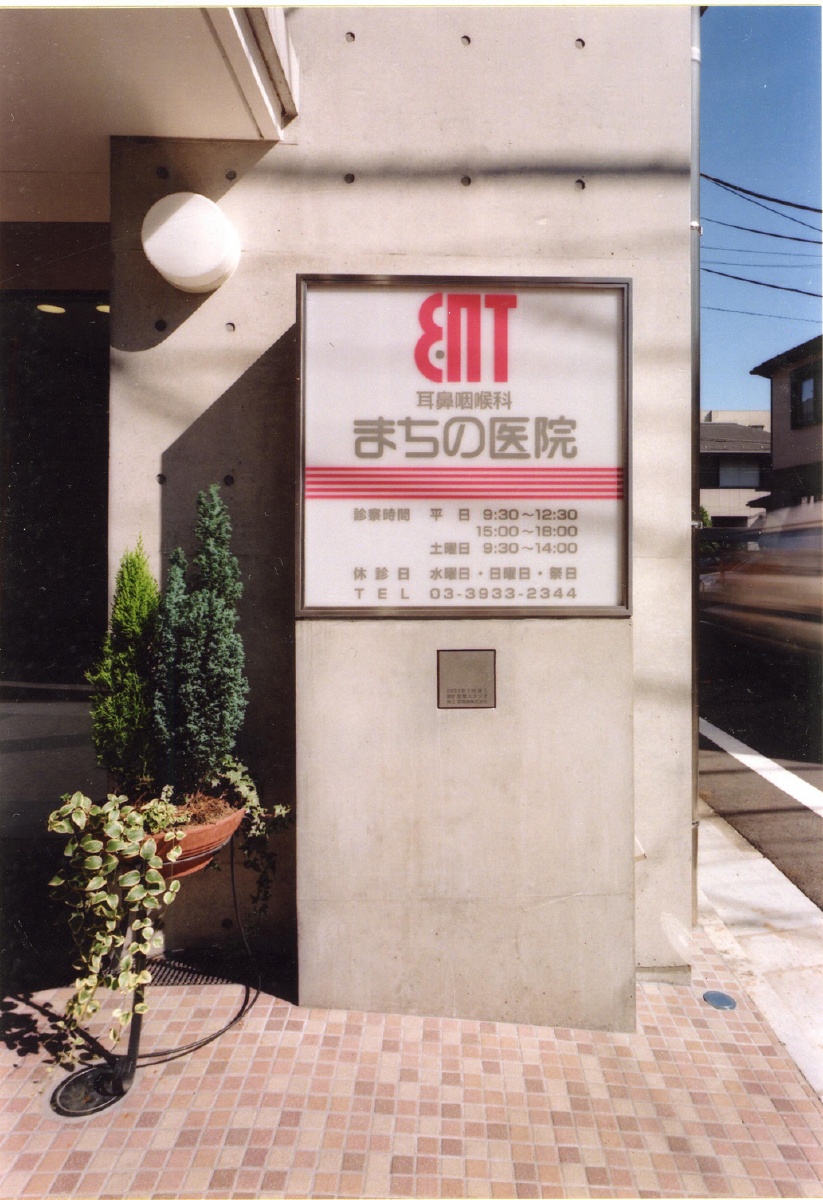 ENT
耳鼻咽喉科
まちの医院
診察時間 平 日 9:30～12:30
15:00～18:00
土曜日 9:30～14:00
休診日 水曜日・日曜日・祭日
TEL 03-3933-2344